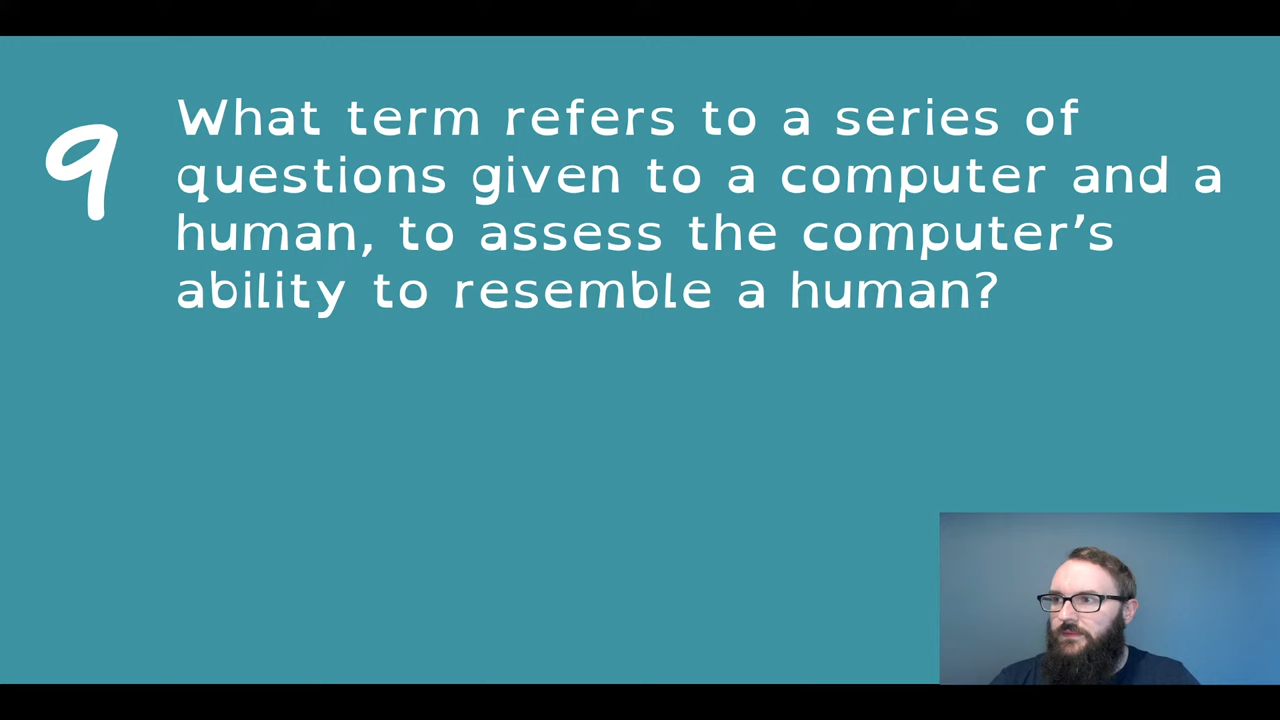 9
What term refers to a series of
questions given to a computer and a
human, to assess the computer’s
ability to resemble a human?